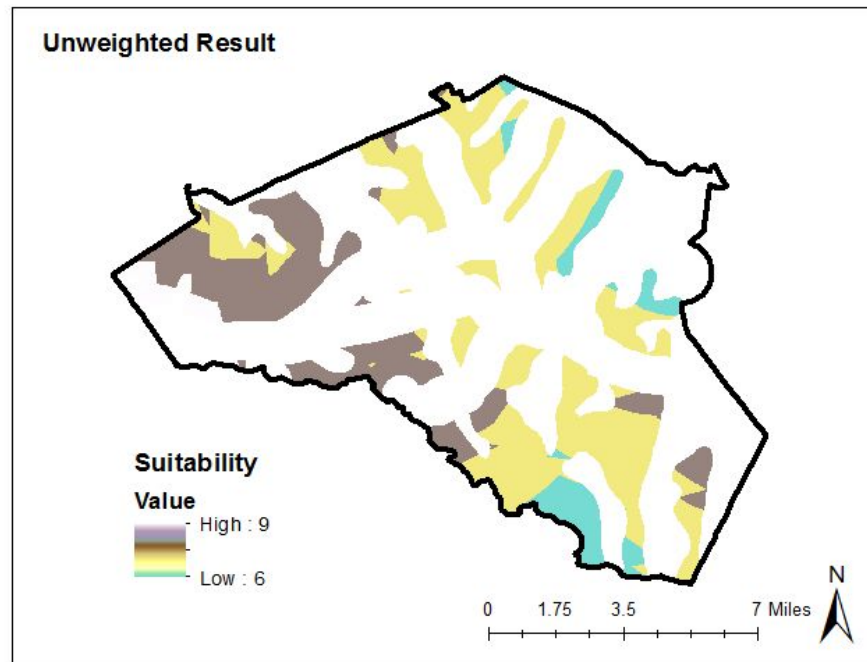 Unweighted Result
Suitability
Value
High : 9
Low : 6
0 1.75 3.5 7 Miles
N